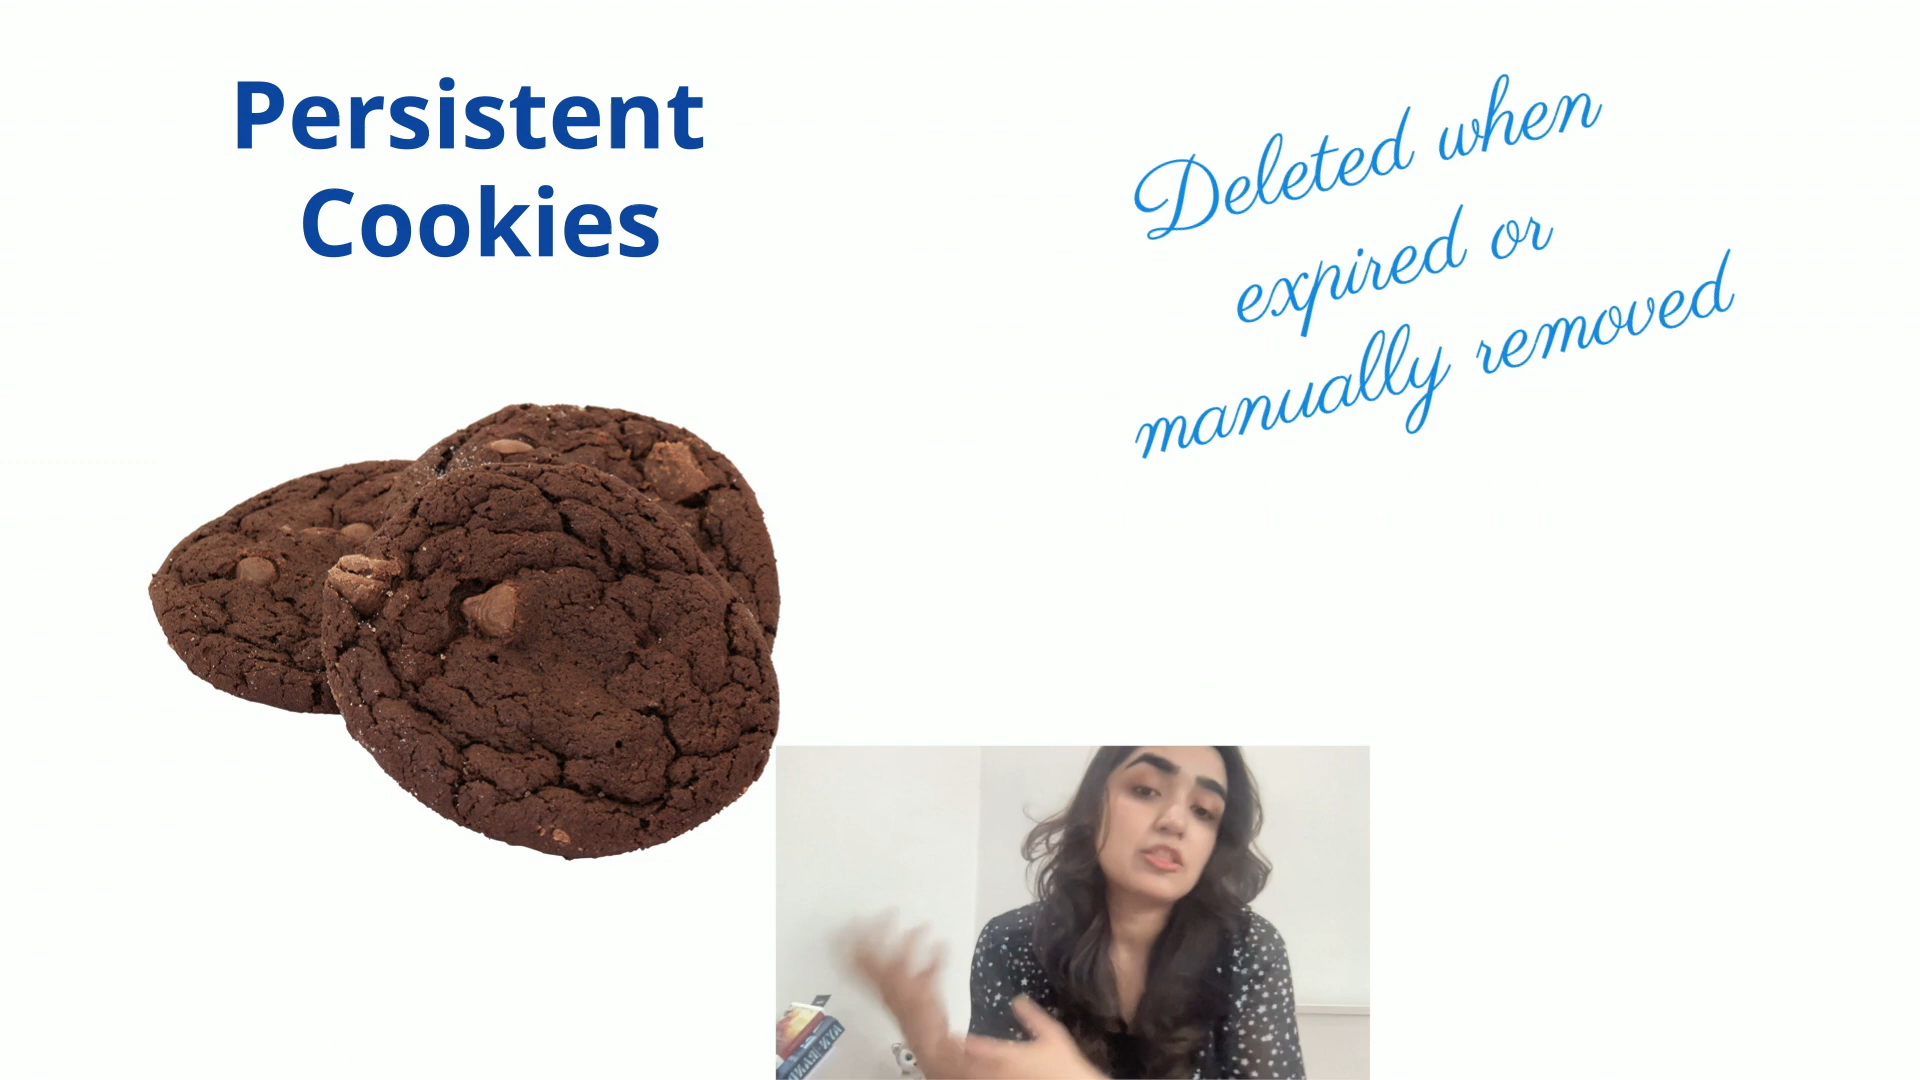 Persistent
Cookies
Deleted when
expired or
manually removed